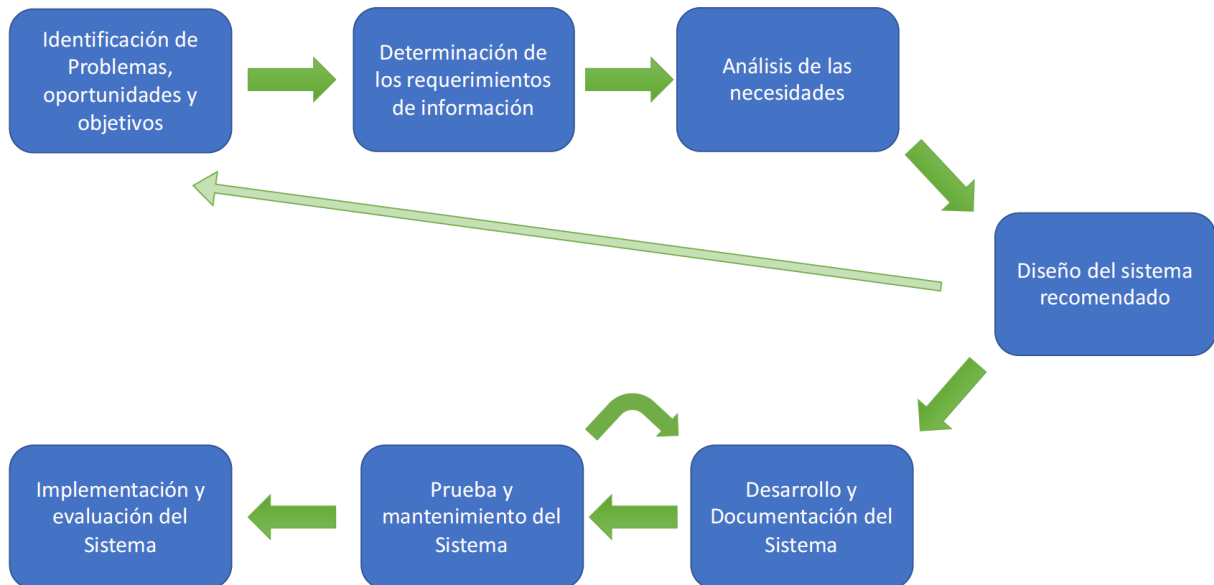 Identificación de
Problemas,
oportunidades y
objetivos
Determinación de
los requerimientos
de información
Análisis de las
necesidades
Diseño del sistema
recomendado
Implementación y
evaluación del
Sistema
Prueba y
mantenimiento del
Sistema
Desarrollo y
Documentación del
Sistema